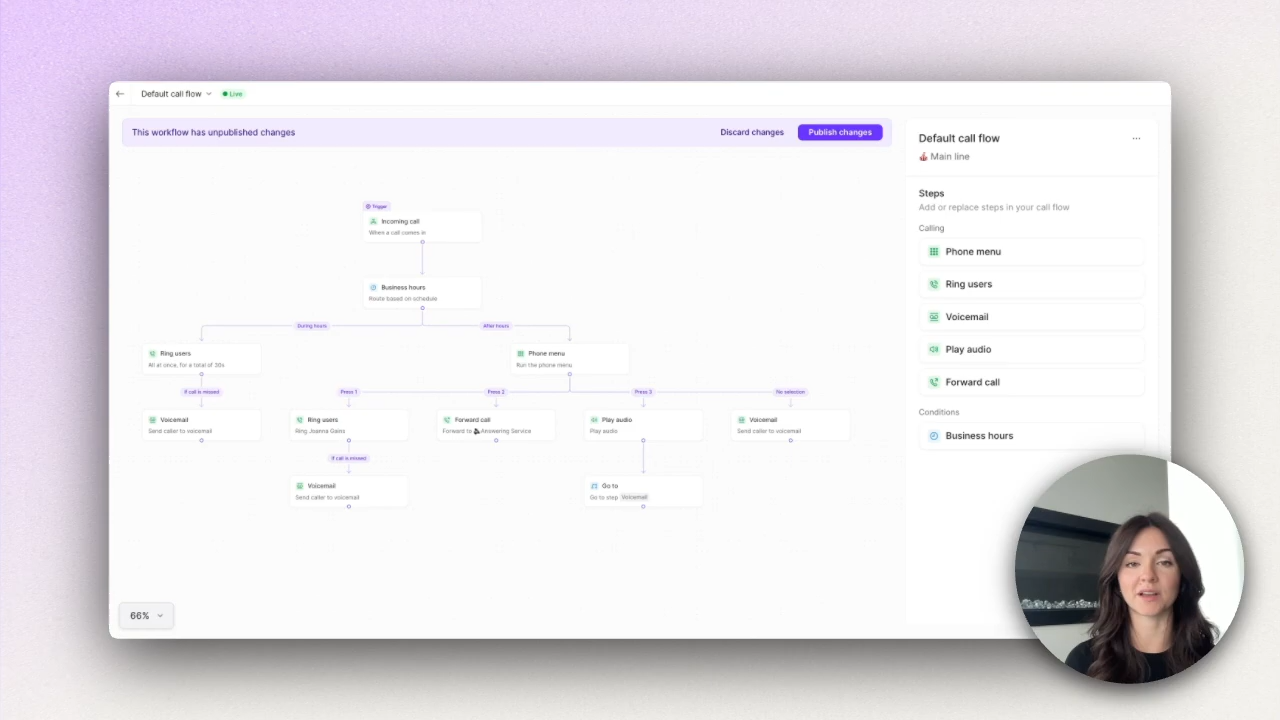 Default call flow
Live
This workflow has unpublished changes
Discard changes
Publish changes
Trigger
Incoming call
When a call comes in
Business hours
Route based on schedule
During hours
After hours
Ring users
All at once, for a total of 30s
Phone menu
Run the phone menu
If call is missed
Press 1
Press 2
Press 3
No selection
Voicemail
Send caller to voicemail
Ring users
Ring Joanna Gains
Forward call
Forward to Answering Service
Play audio
Play audio
Voicemail
Send caller to voicemail
If call is missed
Voicemail
Send caller to voicemail
Go to
Go to step Voicemail
66%
Default call flow
Main line
Steps
Add or replace steps in your call flow
Calling
Phone menu
Ring users
Voicemail
Play audio
Forward call
Conditions
Business hours